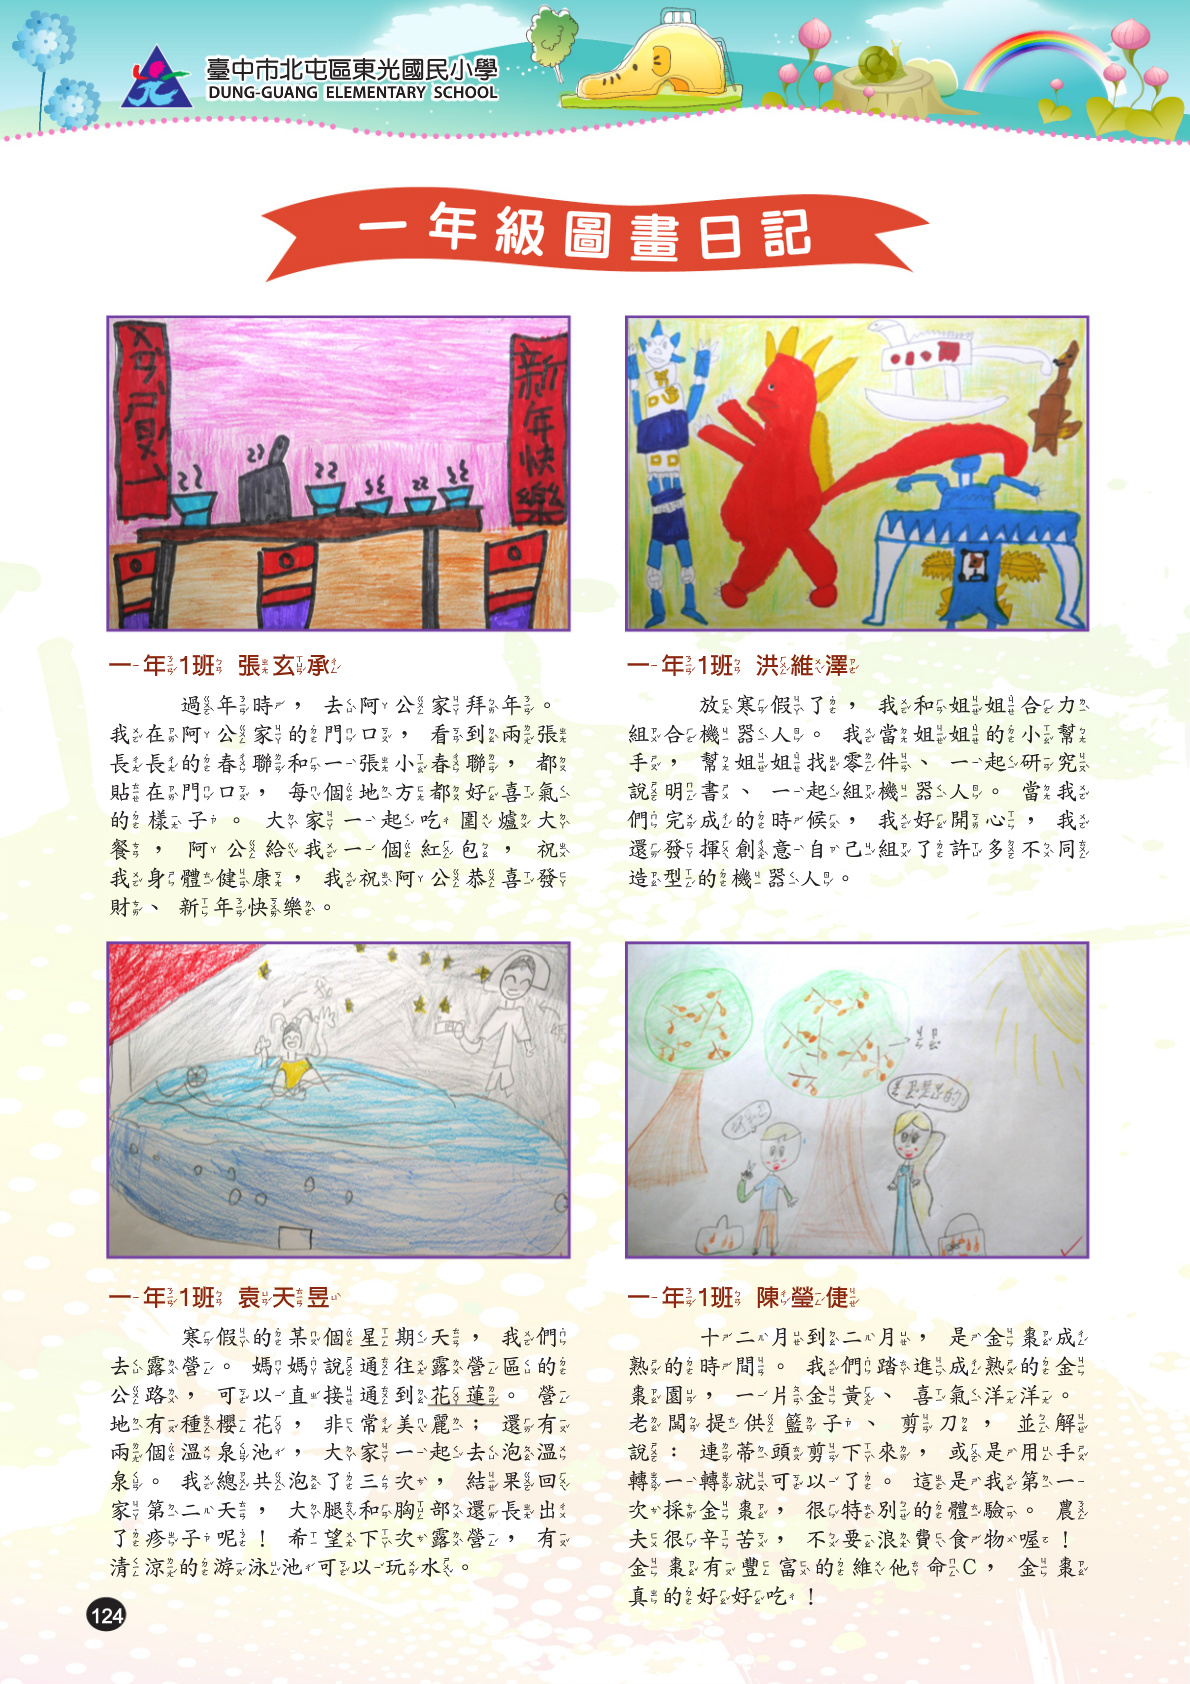 臺中市北屯區東光國民小學
DUNG-GUANG ELEMENTARY SCHOOL
一年級圖畫日記
新年快樂
一年1班 張玄承
過年時，去阿公家拜年。
我在阿公家的門口，看到兩張
長長的春聯和一張小春聯，都
貼在門口，每個地方都好喜氣
的樣子。大家一起吃圍爐大
餐，阿公給我一個紅包，祝
我身體健康，我祝阿公恭喜發
財、新年快樂。
一年1班 洪維澤
放寒假了，我和姐姐合力
組合機器人。我當姐姐的小幫
手，幫姐姐找零件、一起研究
說明書、一起組機器人。當我
們完成的時候，我好開心，我
還發揮創意自己組了許多不同
造型的機器人。
一年1班 袁天昱
寒假的某個星期天，我們
去露營。媽媽說通往露營區的
公路，可以直接通到花蓮。營
地有種櫻花，非常美麗；還有
兩個溫泉池，大家一起去泡溫
泉。我總共泡了三次，結果回
家第二天，大腿和胸部還長出
了疹子呢！希望下次露營，有
清涼的游泳池可以玩水。
一年1班 陳瑩倢
十二月到二月，是金棗成
熟的時間。我們踏進成熟的金
棗園，一片金黃、喜氣洋洋。
老闆提供籃子、剪刀，並解
說：連蒂頭剪下來，或是用手
轉一轉就可以了。這是我第一
次採金棗，很特別的體驗。農
夫很辛苦，不要浪費食物喔！
金棗有豐富的維他命C，金棗
真的好好吃！
124